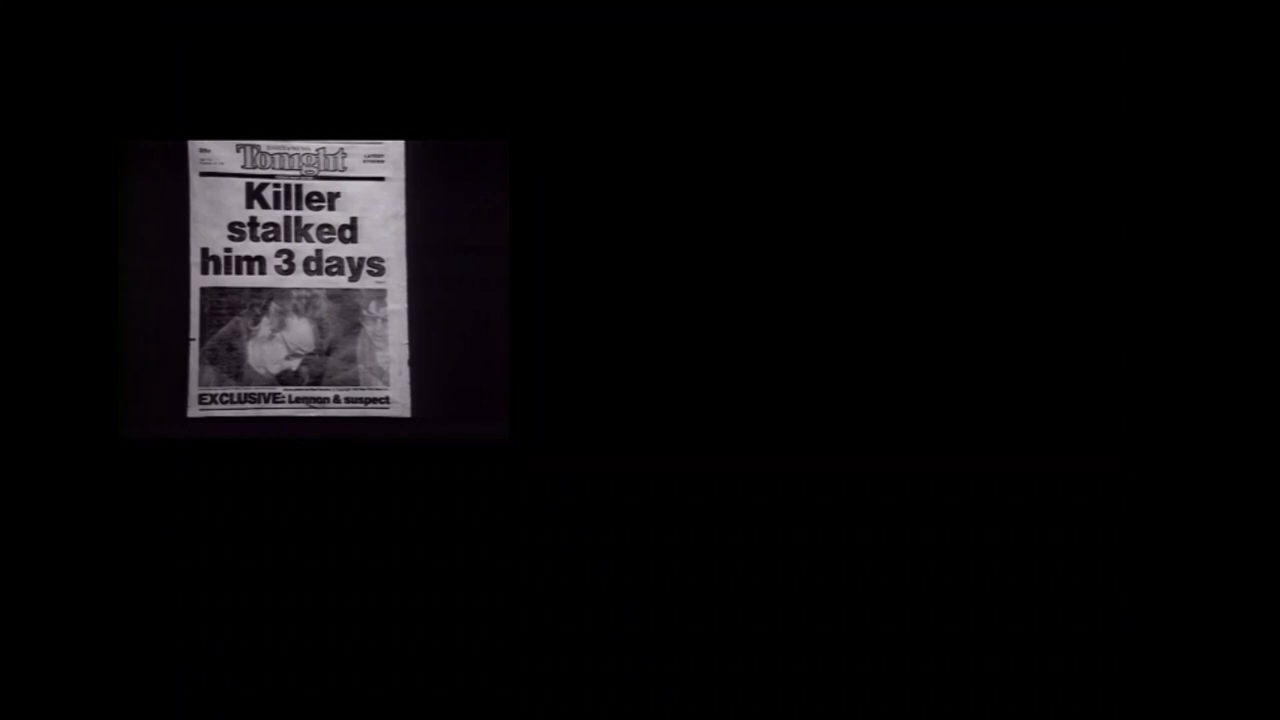 Tonight
Killer
stalked
him 3 days
EXCLUSIVE: Lennon & suspect